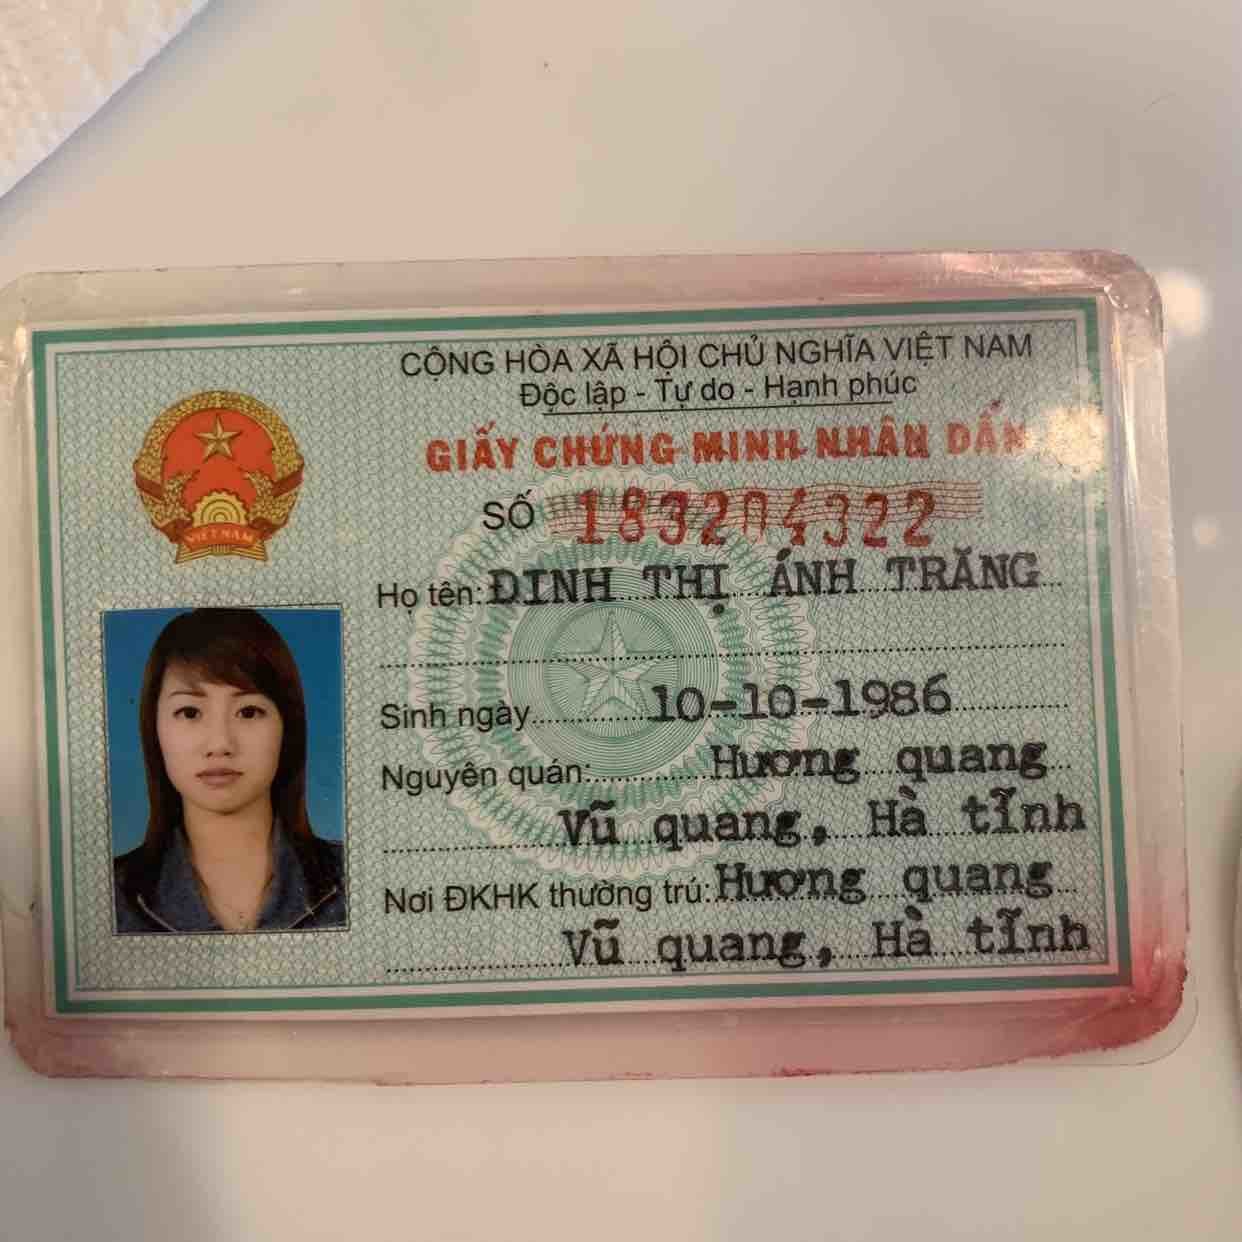 CỘNG HÒA XÃ HỘI CHỦ NGHĨA VIỆT NAM
Độc lập - Tự do - Hạnh phúc
GIẤY CHỨNG MINH NHÂN DÂN
SỐ 183204322
VIET NAM
Họ tên: ĐINH THỊ ÁNH TRĂNG
Sinh ngày 10-10-1986
Nguyên quán: Hương quang
Vũ quang, Hà tĩnh
Nơi ĐKHK thường trú: Hương quang
Vũ quang, Hà tĩnh